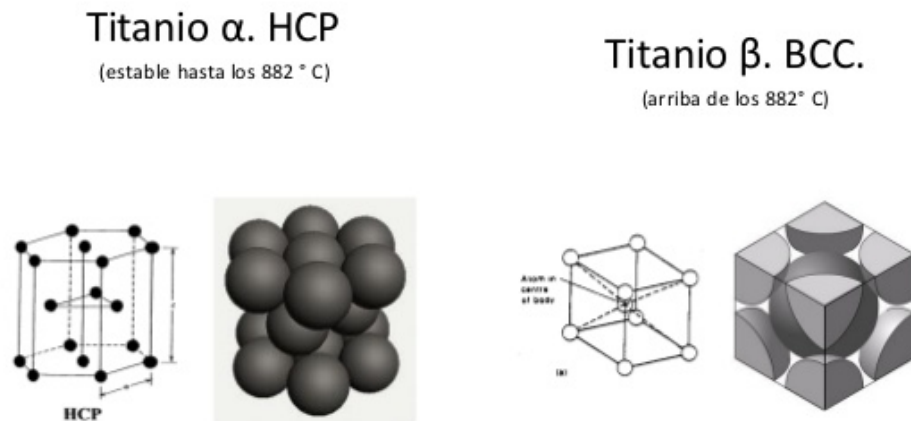 Titanio α. HCP
(estable hasta los 882 ° C)
Titanio β. BCC.
(arriba de los 882° C)
HCP
Atom in
centre
of body
(a)